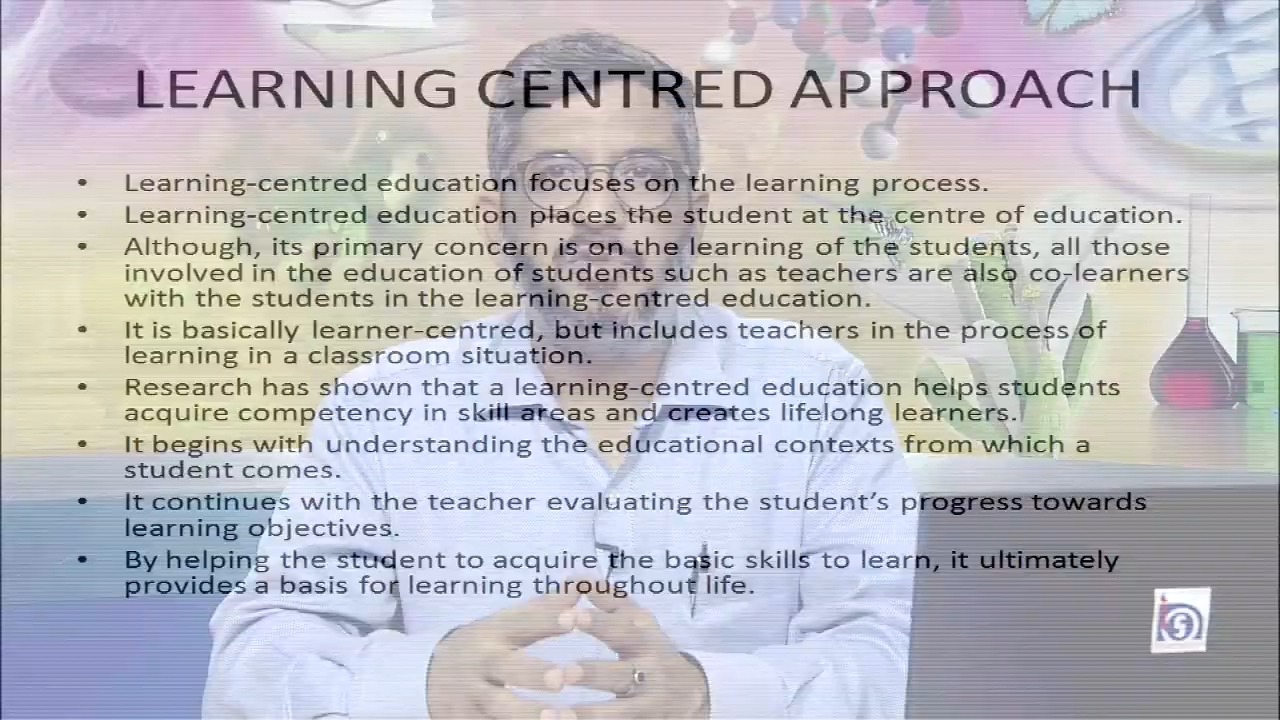 LEARNING CENTRED APPROACH
• Learning-centred education focuses on the learning process.
• Learning-centred education places the student at the centre of education.
• Although, its primary concern is on the learning of the students, all those
involved in the education of students such as teachers are also co-learners
with the students in the learning-centred education.
• It is basically learner-centred, but includes teachers in the process of
learning in a classroom situation.
• Research has shown that a learning-centred education helps students
acquire competency in skill areas and creates lifelong learners.
• It begins with understanding the educational contexts from which a
student comes.
• It continues with the teacher evaluating the student's progress towards
learning objectives.
• By helping the student to acquire the basic skills to learn, it ultimately
provides a basis for learning throughout life.